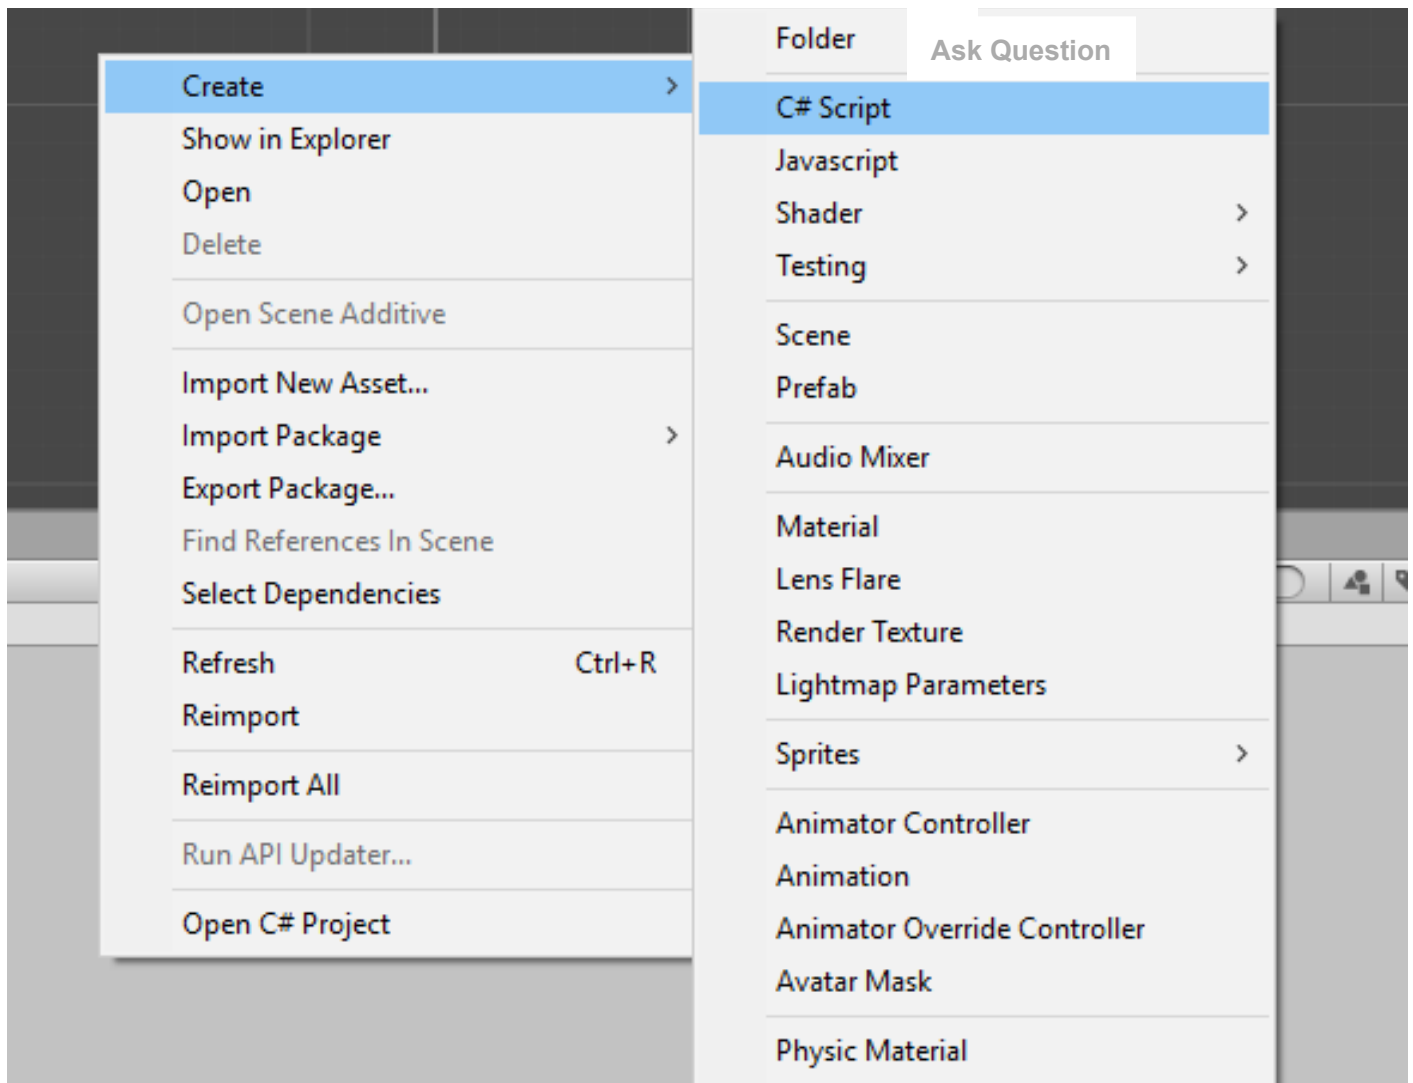 Create
Show in Explorer
Open
Delete
Open Scene Additive
Import New Asset...
Import Package
Export Package...
Find References In Scene
Select Dependencies
Refresh Ctrl+R
Reimport
Reimport All
Run API Updater...
Open C# Project
Folder
Ask Question
C# Script
Javascript
Shader
Testing
Scene
Prefab
Audio Mixer
Material
Lens Flare
Render Texture
Lightmap Parameters
Sprites
Animator Controller
Animation
Animator Override Controller
Avatar Mask
Physic Material